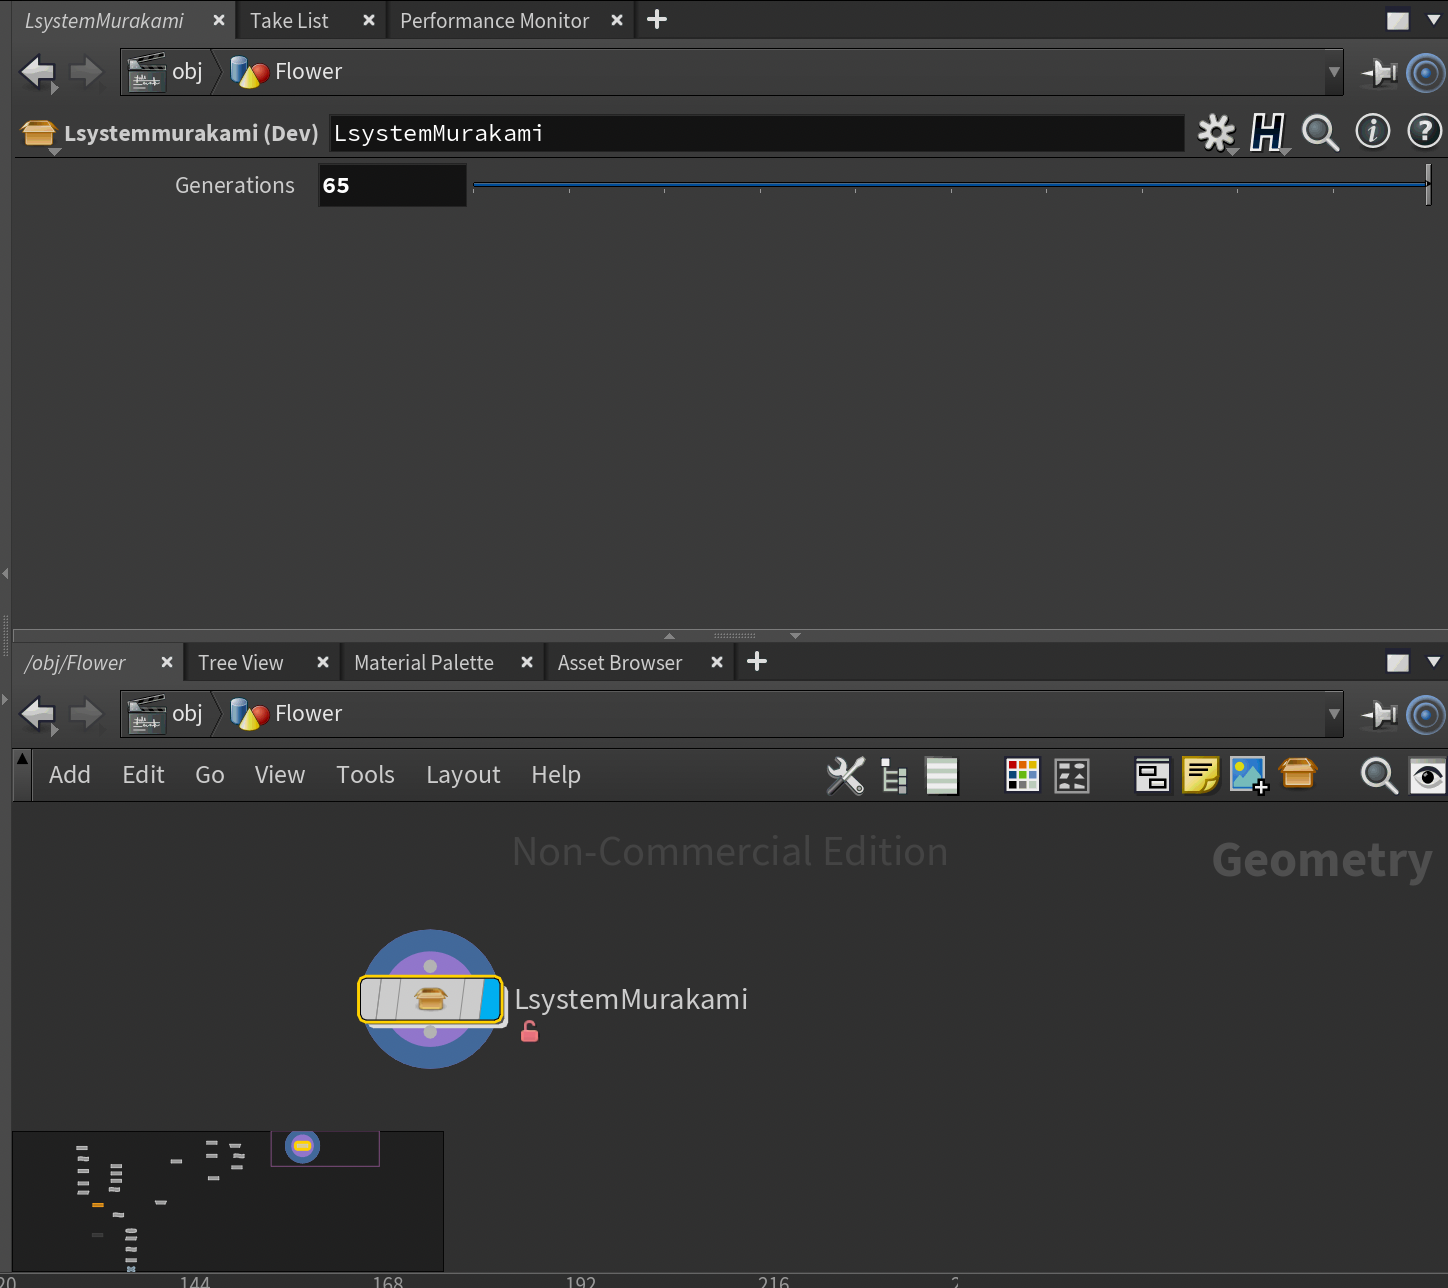 LsystemMurakami Take List Performance Monitor
obj Flower
Lsystemmurakami (Dev) LsystemMurakami
Generations 65
/obj/Flower Tree View Material Palette Asset Browser
obj Flower
Add Edit Go View Tools Layout Help
Non-Commercial Edition
Geometry
LsystemMurakami
144 168 192 216